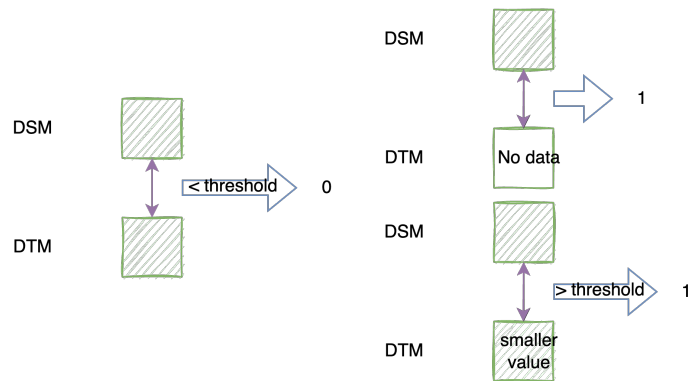 DSM
< threshold
0
DTM
DSM
1
DTM
No data
DSM
> threshold
1
DTM
smaller
value